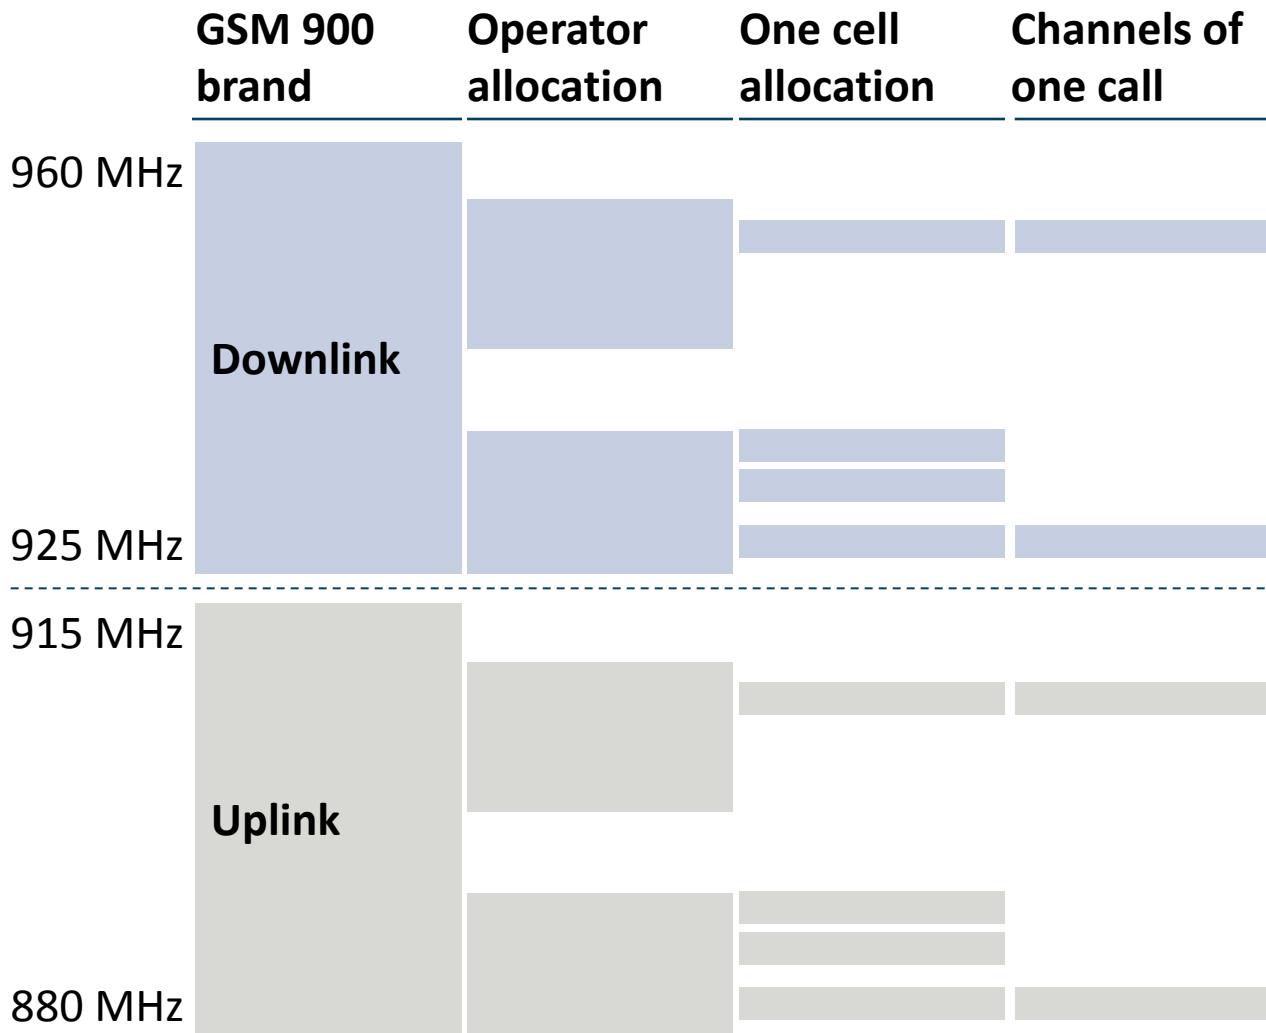 GSM 900
brand
Operator
allocation
One cell
allocation
Channels of
one call
960 MHz
Downlink
925 MHz
915 MHz
Uplink
880 MHz